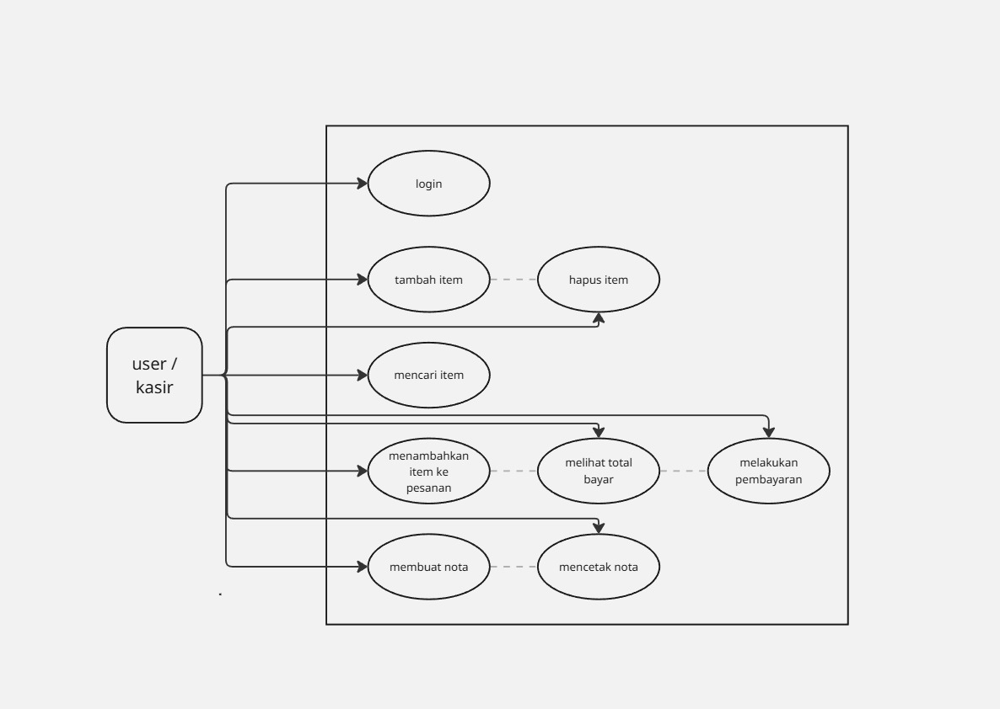 login
tambah item
hapus item
user /
kasir
mencari item
menambahkan
item ke
pesanan
melihat total
bayar
melakukan
pembayaran
membuat nota
mencetak nota
.